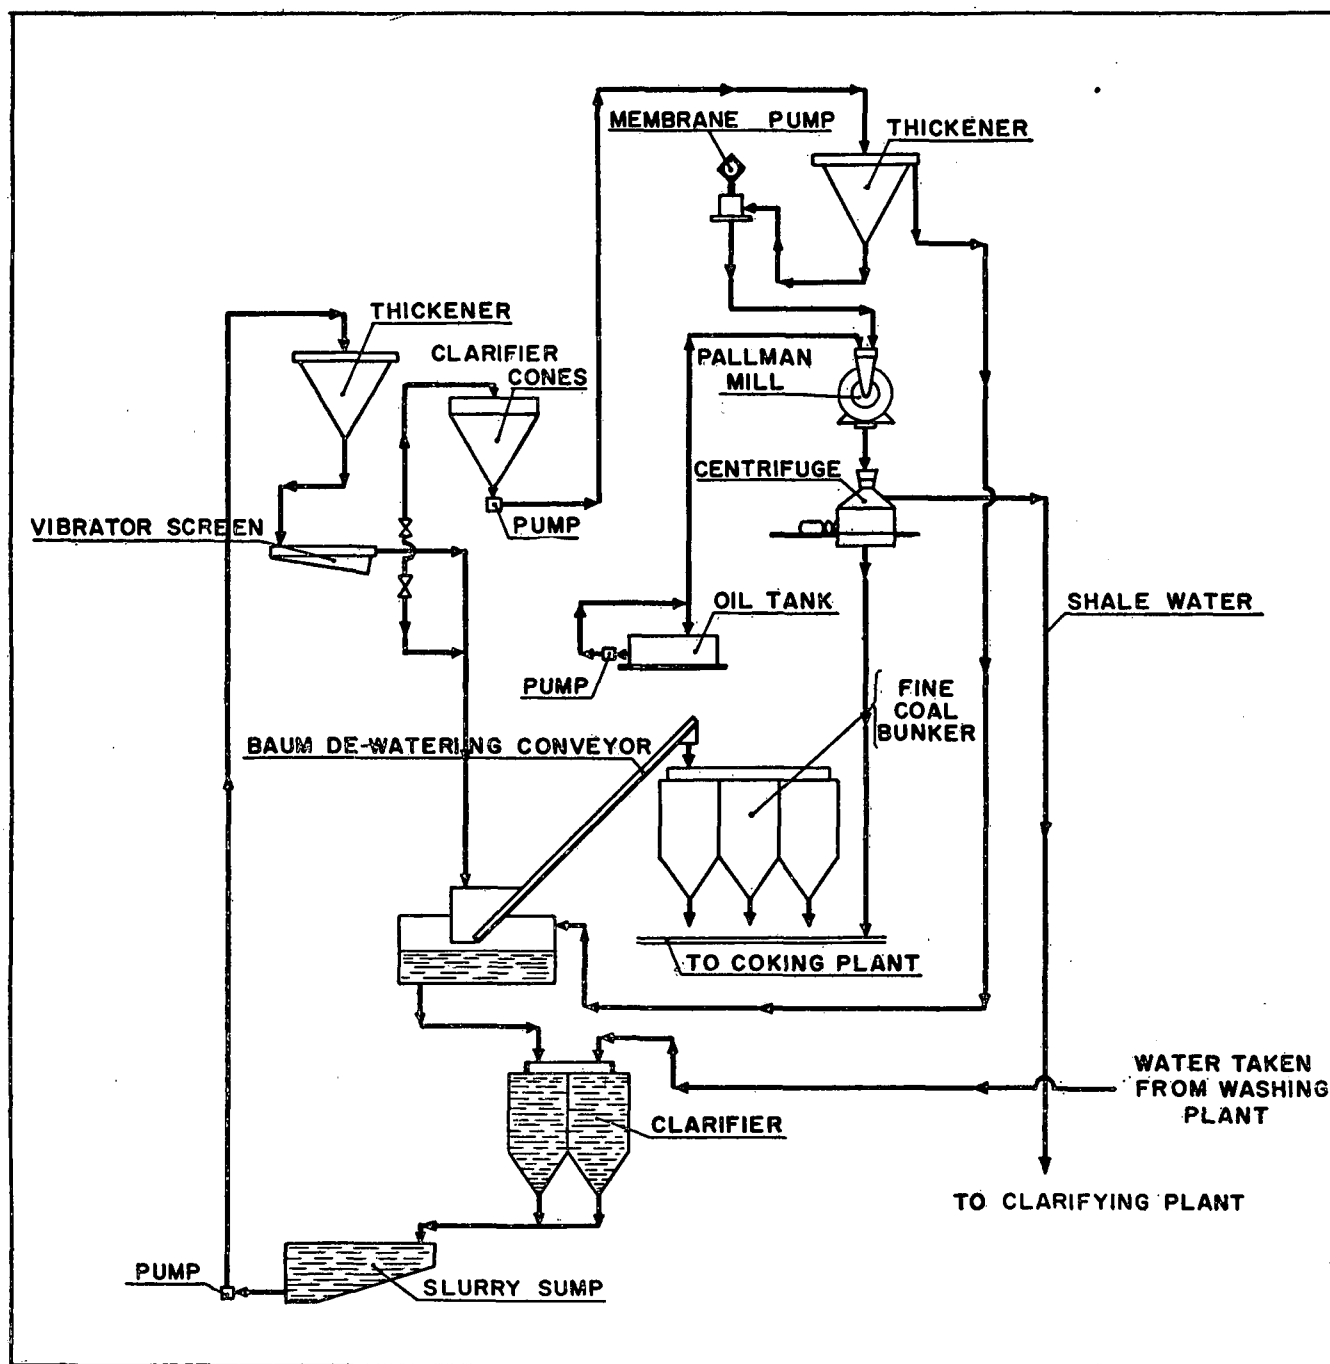 MEMBRANE PUMP
THICKENER
THICKENER
CLARIFIER
CONES
PALLMAN
MILL
CENTRIFUGE
VIBRATOR SCREEN
PUMP
OIL TANK
SHALE WATER
PUMP
FINE
COAL
BUNKER
BAUM DE-WATERING CONVEYOR
TO COKING PLANT
WATER TAKEN
FROM WASHING
PLANT
CLARIFIER
TO CLARIFYING PLANT
PUMP
SLURRY SUMP